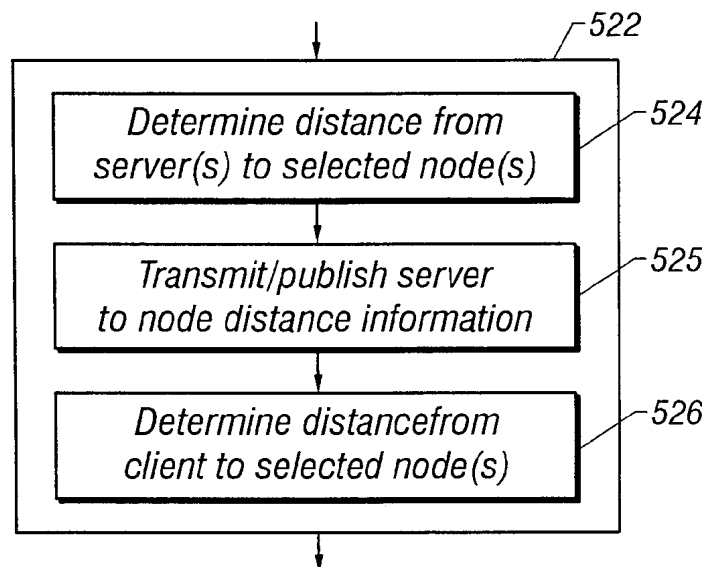 522
Determine distance from
server(s) to selected node(s)
524
Transmit/publish server
to node distance information
525
Determine distancefrom
client to selected node(s)
526